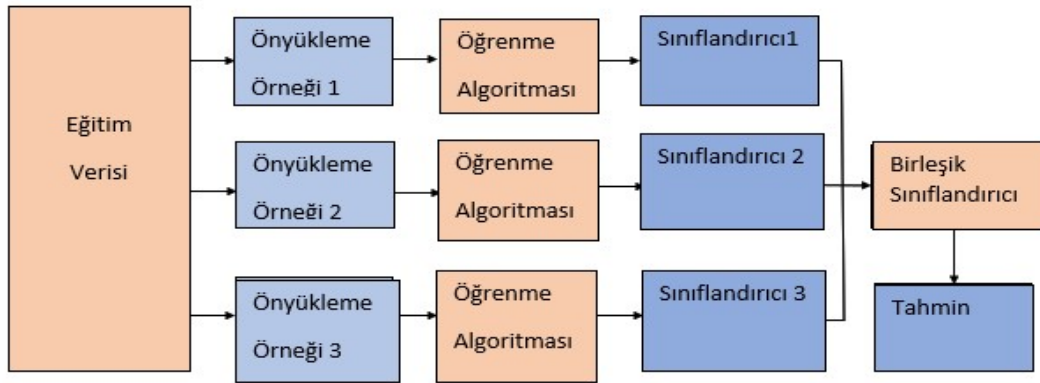 Eğitim
Verisi
Önyükleme
Örneği 1
Öğrenme
Algoritması
Sınıflandırıcı1
Önyükleme
Örneği 2
Öğrenme
Algoritması
Sınıflandırıcı 2
Önyükleme
Örneği 3
Öğrenme
Algoritması
Sınıflandırıcı 3
Birleşik
Sınıflandırıcı
Tahmin